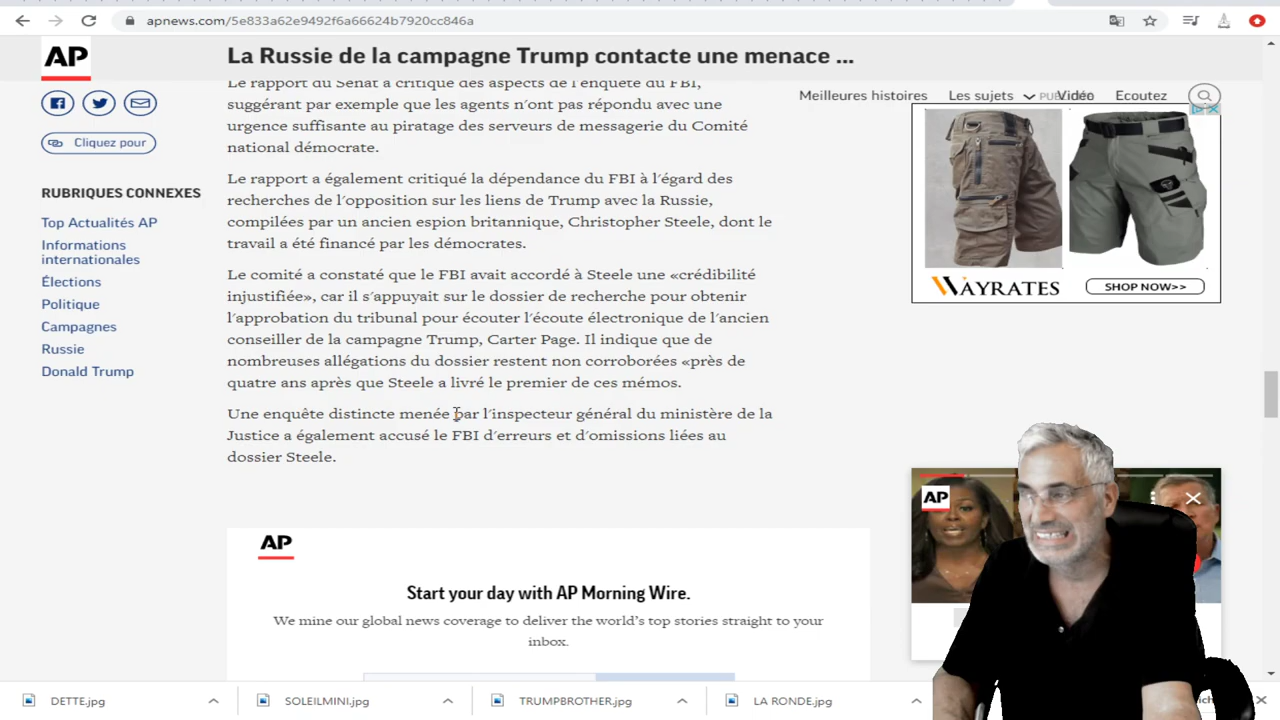 apnews.com/5e833a62e9492f6a66624b7920cc846a
AP
La Russie de la campagne Trump contacte une menace ...
Meilleures histoires
Les sujets
Vidéo
Ecoutez
Cliquez pour
RUBRIQUES CONNEXES
Top Actualités AP
Informations
internationales
Élections
Politique
Campagnes
Russie
Donald Trump
Le rapport du Sénat a critiqué des aspects de l'enquête du FBI,
suggérant par exemple que les agents n'ont pas répondu avec une
urgence suffisante au piratage des serveurs de messagerie du Comité
national démocrate.
Le rapport a également critiqué la dépendance du FBI à l'égard des
recherches de l'opposition sur les liens de Trump avec la Russie,
compilées par un ancien espion britannique, Christopher Steele, dont le
travail a été financé par les démocrates.
Le comité a constaté que le FBI avait accordé à Steele une «crédibilité
injustifiée», car il s'appuyait sur le dossier de recherche pour obtenir
l'approbation du tribunal pour écouter l'écoute électronique de l'ancien
conseiller de la campagne Trump, Carter Page. Il indique que de
nombreuses allégations du dossier restent non corroborées «près de
quatre ans après que Steele a livré le premier de ces mémos.
Une enquête distincte menée par l'inspecteur général du ministère de la
Justice a également accusé le FBI d'erreurs et d'omissions liées au
dossier Steele.
WAYRATES
SHOP NOW>>
AP
AP
Start your day with AP Morning Wire.
We mine our global news coverage to deliver the world's top stories straight to your
inbox.
DETTE.jpg
SOLEILMINI.jpg
TRUMPBROTHER.jpg
LA RONDE.jpg